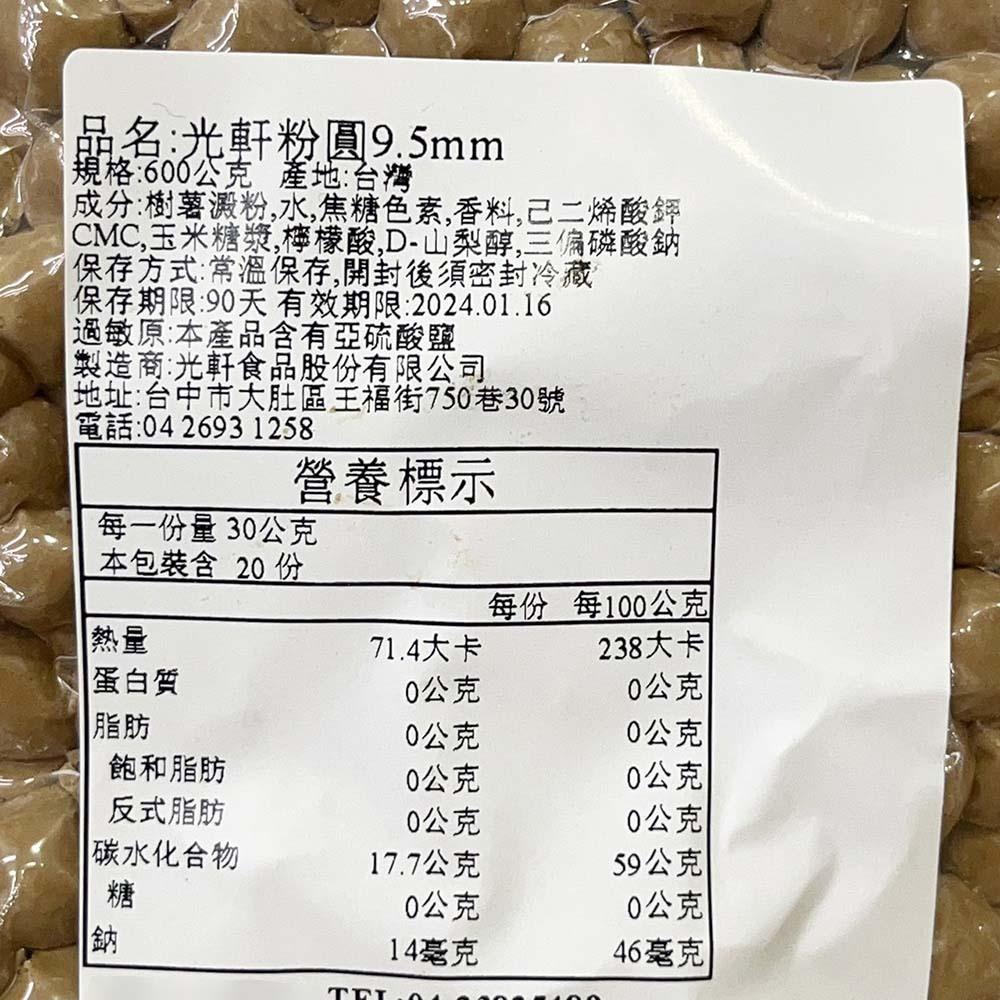 品名:光軒粉圓9.5mm
規格:600公克 產地:台灣
成分:樹薯澱粉,水,焦糖色素,香料,己二烯酸鉀
CMC,玉米糖漿,檸檬酸,D-山梨醇,三偏磷酸鈉
保存方式:常溫保存,開封後須密封冷藏
保存期限:90天 有效期限:2024.01.16
過敏原:本產品含有亞硫酸鹽
製造商:光軒食品股份有限公司
地址:台中市大肚區王福街750巷30號
電話:04 2693 1258
營養標示
每一份量 30公克
本包裝含 20 份
每份 每100公克
熱量 71.4大卡 238大卡
蛋白質 0公克 0公克
脂肪 0公克 0公克
飽和脂肪 0公克 0公克
反式脂肪 0公克 0公克
碳水化合物 17.7公克 59公克
糖 0公克 0公克
鈉 14毫克 46毫克